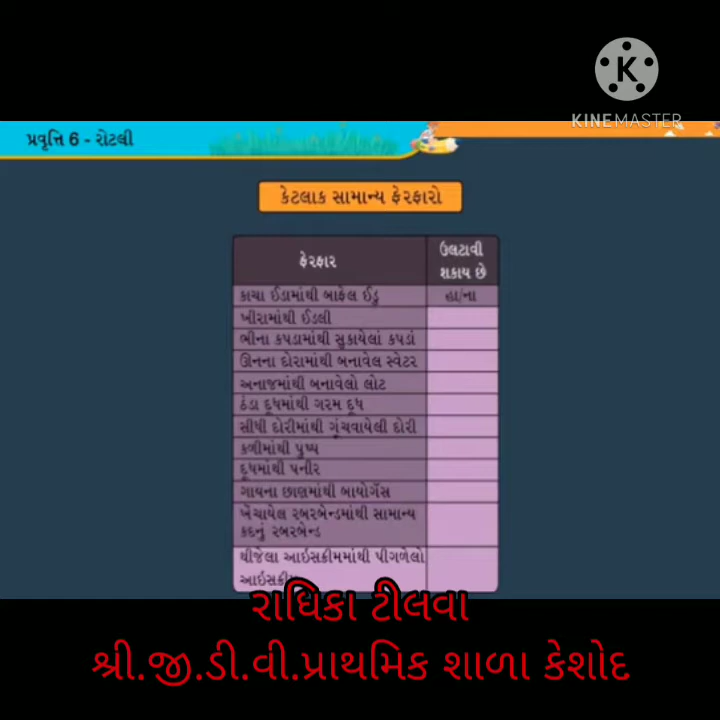 KINEMASTER
પ્રવૃત્તિ 6 - રોટલી
કેટલાક સામાન્ય ફેરફારો
ફેરફાર
ઉલટાવી
શકાય છે
કાચા ઈંડામાંથી બાફેલ ઈંડુ
હા/ના
ખીરામાંથી ઈડલી
ભીના કપડામાંથી સુકાયેલાં કપડાં
ઊનના દોરામાંથી બનાવેલ સ્વેટર
અનાજમાંથી બનાવેલો લોટ
ઠંડા દૂધમાંથી ગરમ દૂધ
સીધી દોરીમાંથી ગૂંચવાયેલી દોરી
કળીમાંથી પુષ્પ
દૂધમાંથી પનીર
ગાયના છાણમાંથી બાયોગૅસ
ખેંચાયેલ રબરબેન્ડમાંથી સામાન્ય
કદનું રબરબેન્ડ
થીજેલા આઇસક્રીમમાંથી પીગળેલો
આઇસક્રીમ
રાધિકા ટીલવા
શ્રી.જી.ડી.વી.પ્રાથમિક શાળા કેશોદ